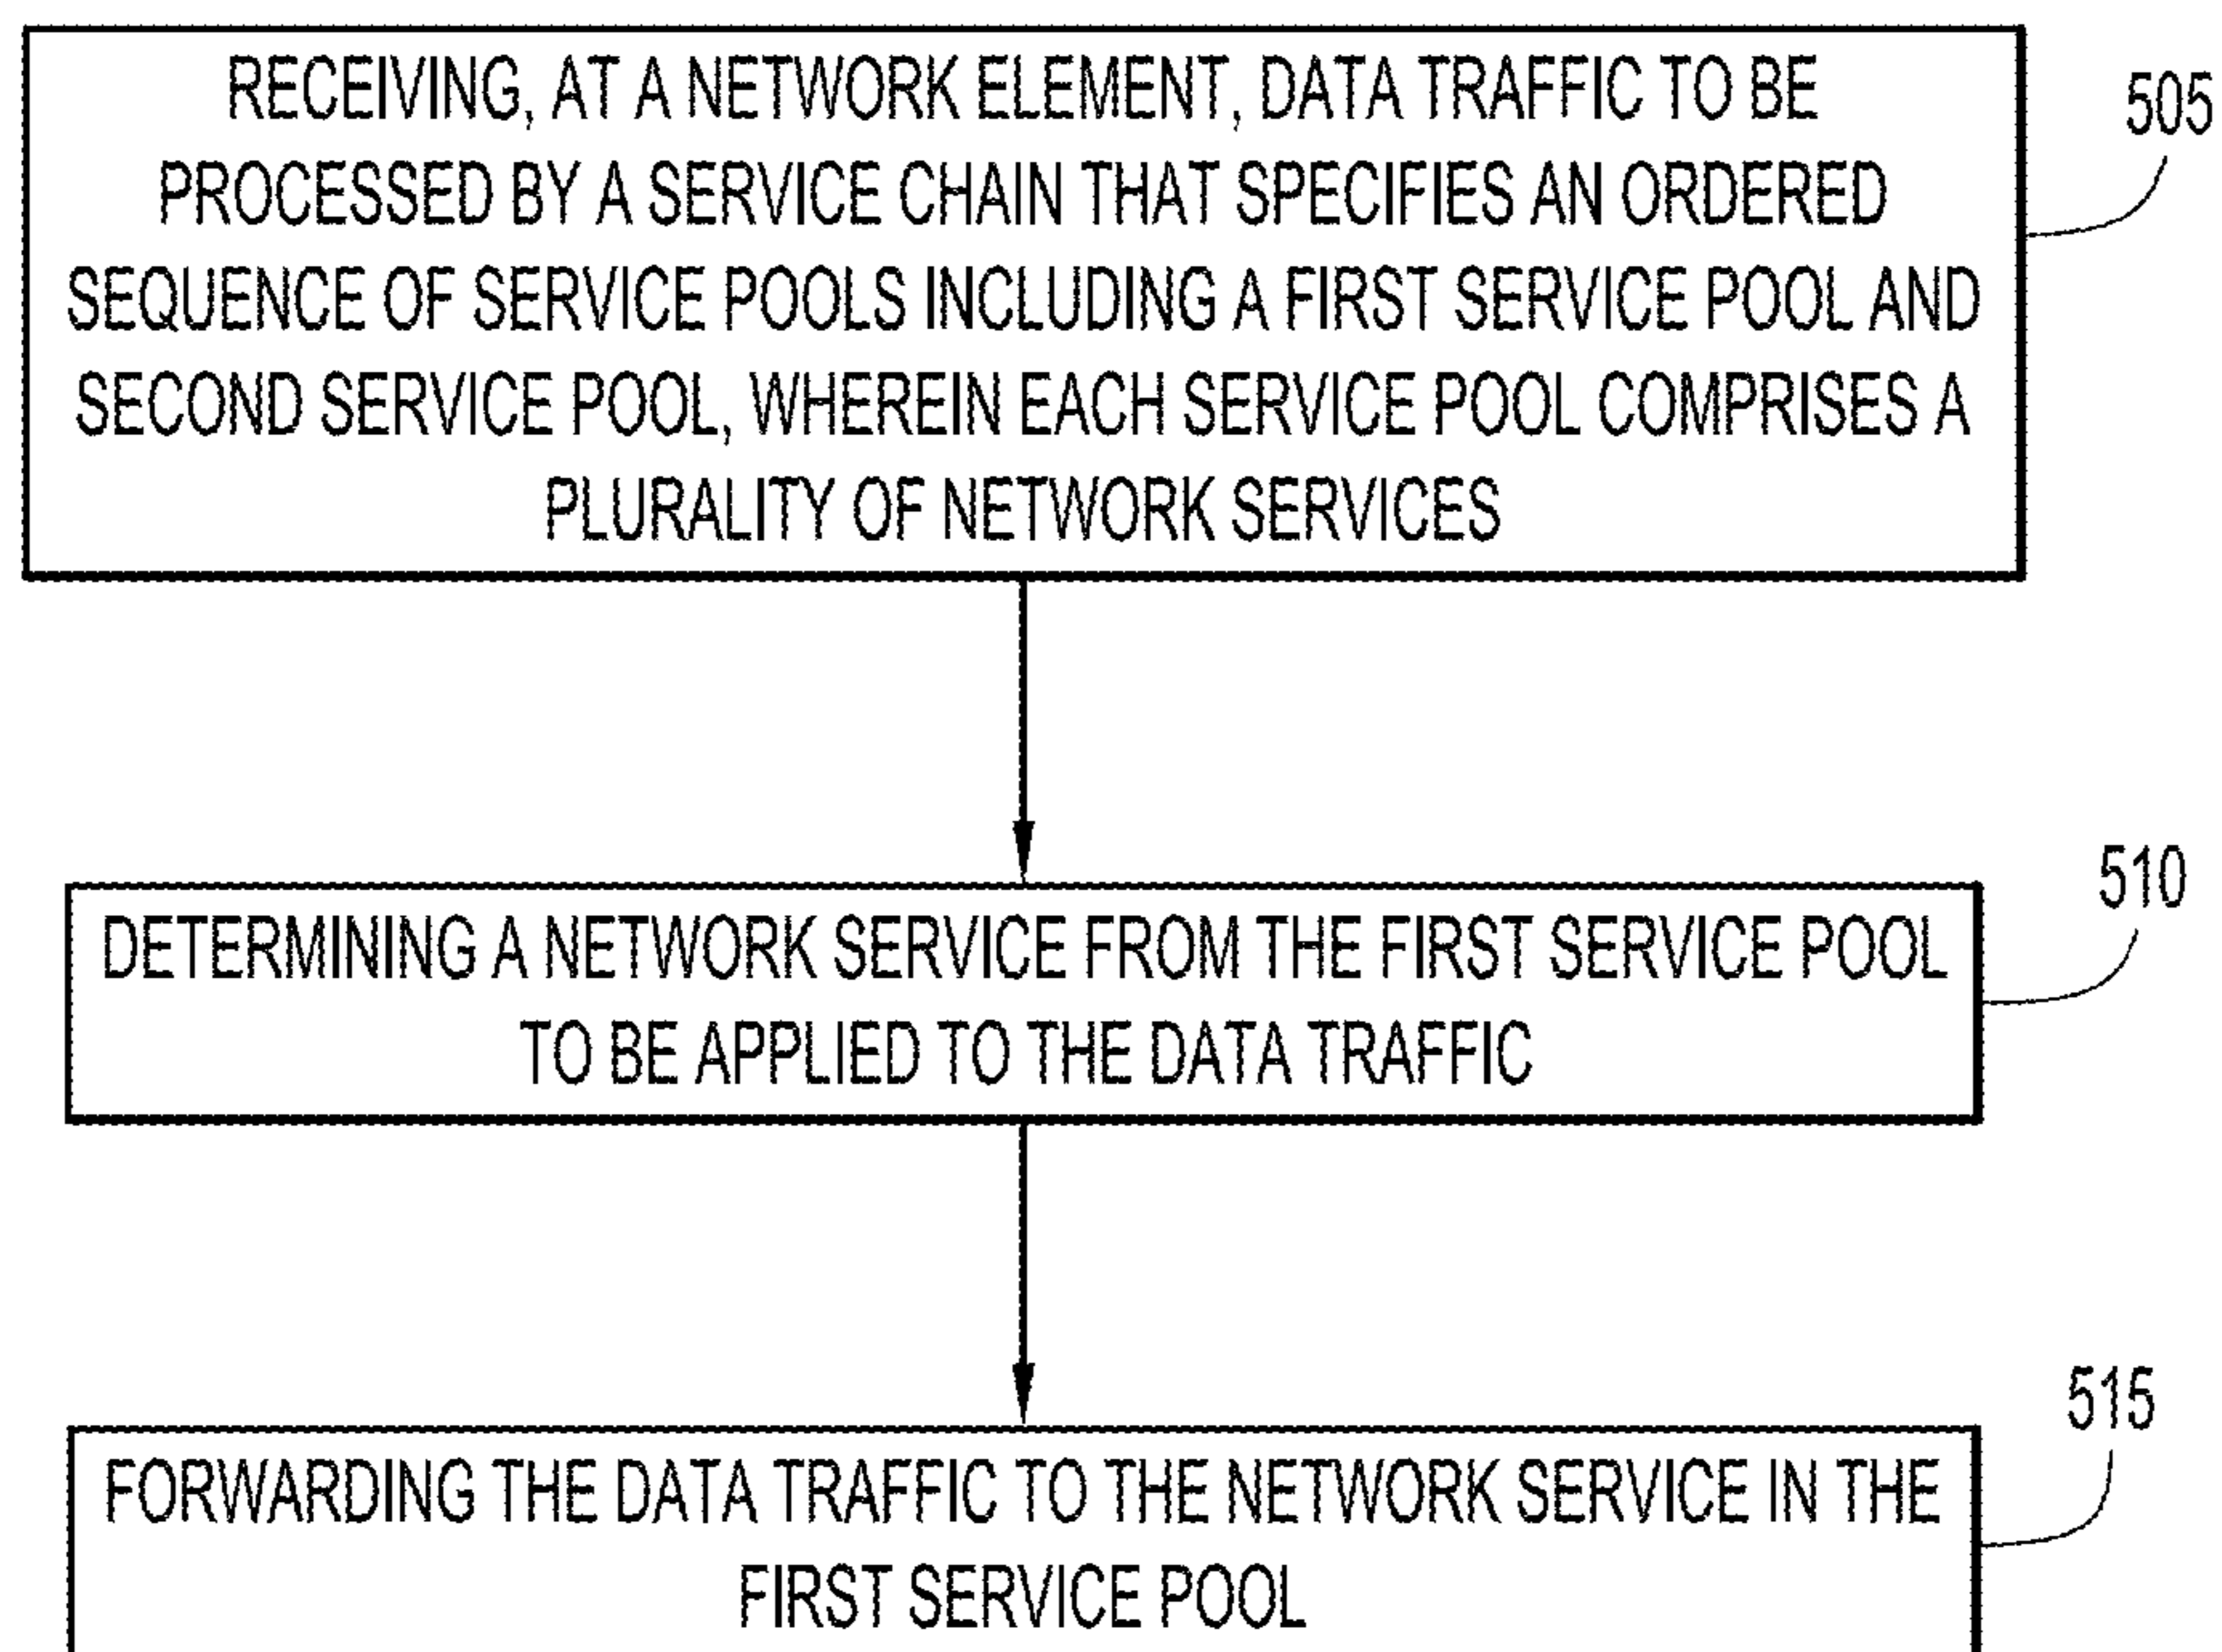 RECEIVING, AT A NETWORK ELEMENT, DATA TRAFFIC TO BE
PROCESSED BY A SERVICE CHAIN THAT SPECIFIES AN ORDERED
SEQUENCE OF SERVICE POOLS INCLUDING A FIRST SERVICE POOL AND
SECOND SERVICE POOL, WHEREIN EACH SERVICE POOL COMPRISES A
PLURALITY OF NETWORK SERVICES
505
DETERMINING A NETWORK SERVICE FROM THE FIRST SERVICE POOL
TO BE APPLIED TO THE DATA TRAFFIC
510
FORWARDING THE DATA TRAFFIC TO THE NETWORK SERVICE IN THE
FIRST SERVICE POOL
515